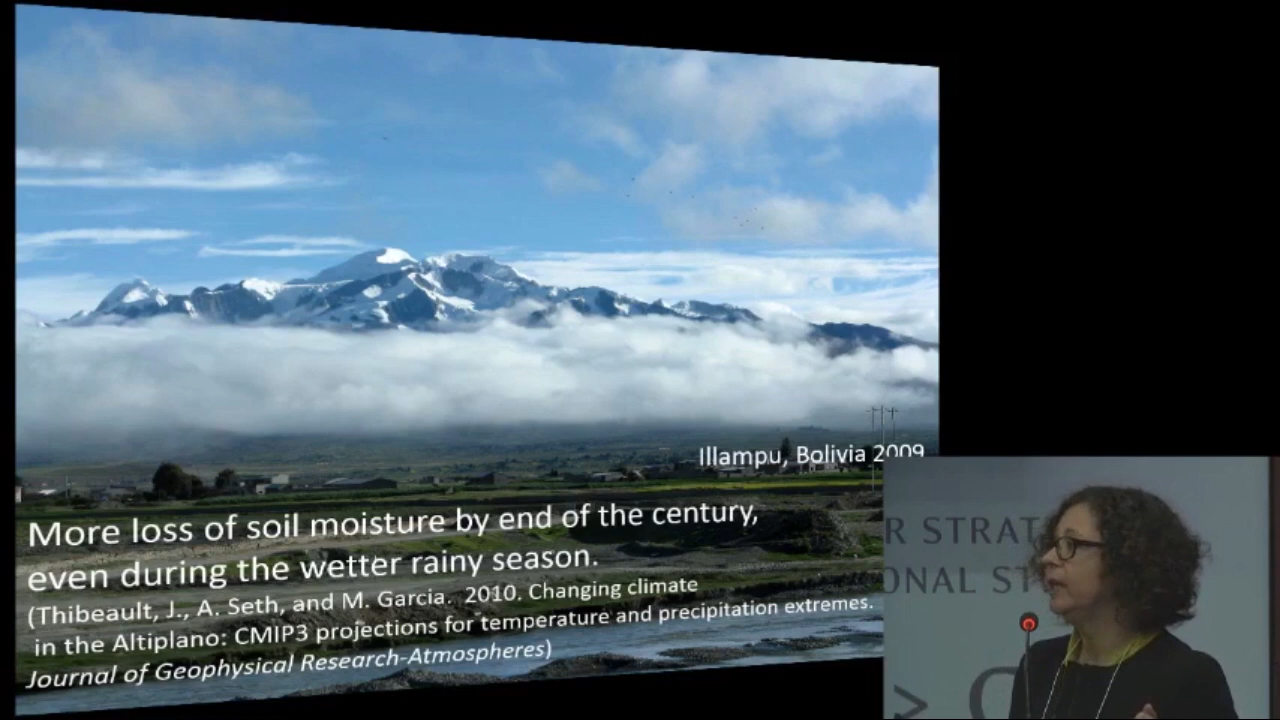 Illampu, Bolivia 2009
More loss of soil moisture by end of the century,
even during the wetter rainy season.
(Thibeault, J., A. Seth, and M. Garcia. 2010. Changing climate
in the Altiplano: CMIP3 projections for temperature and precipitation extremes.
Journal of Geophysical Research-Atmospheres)
R STRAT
ONAL ST
>